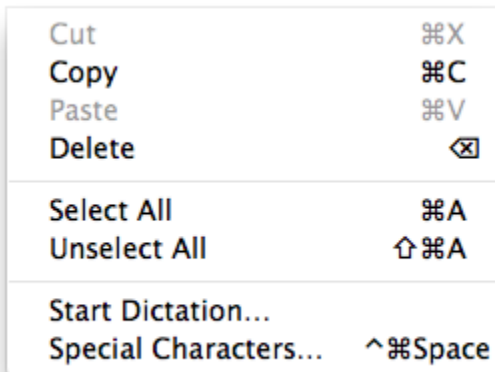 Cut ⌘X
Copy ⌘C
Paste ⌘V
Delete ⌫
Select All ⌘A
Unselect All ⇧⌘A
Start Dictation...
Special Characters... ^⌘Space